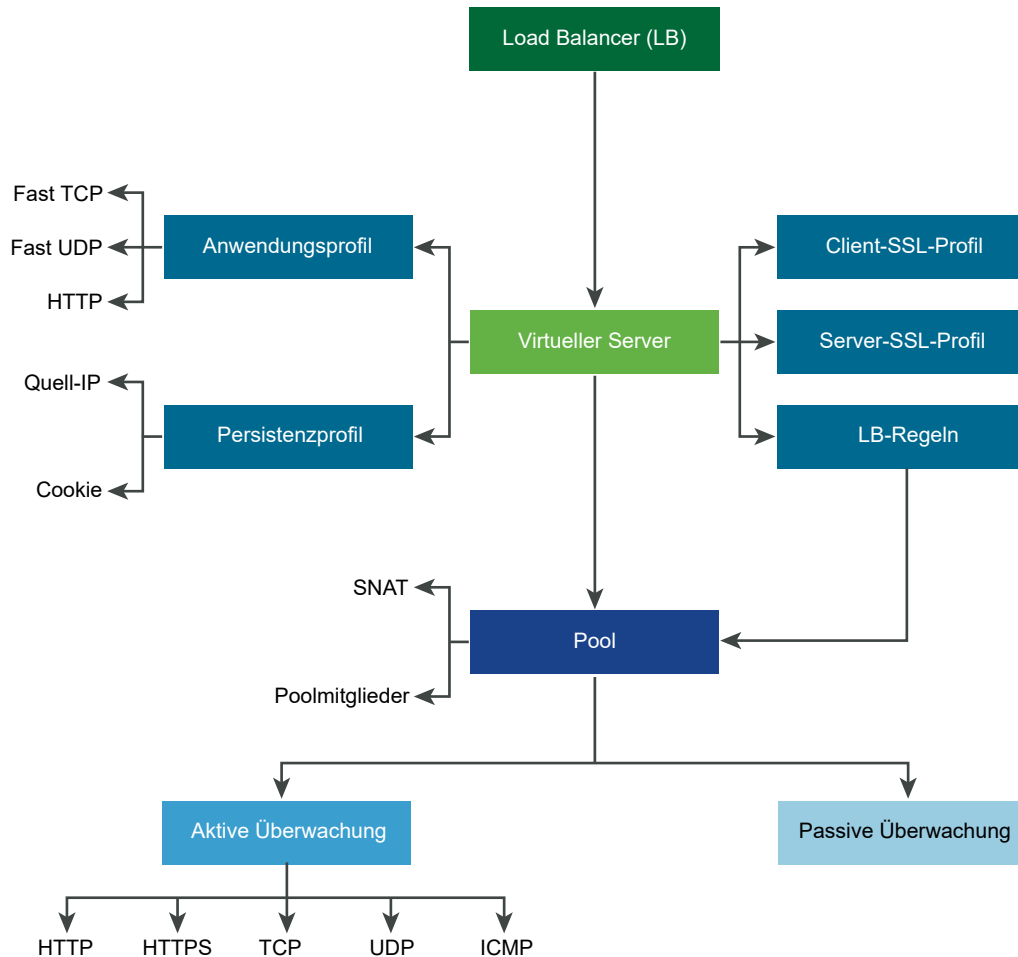 Load Balancer (LB)
Fast TCP
Fast UDP
HTTP
Anwendungsprofil
Client-SSL-Profil
Virtueller Server
Server-SSL-Profil
Quell-IP
Cookie
Persistenzprofil
LB-Regeln
SNAT
Poolmitglieder
Pool
Aktive Überwachung
Passive Überwachung
HTTP
HTTPS
TCP
UDP
ICMP